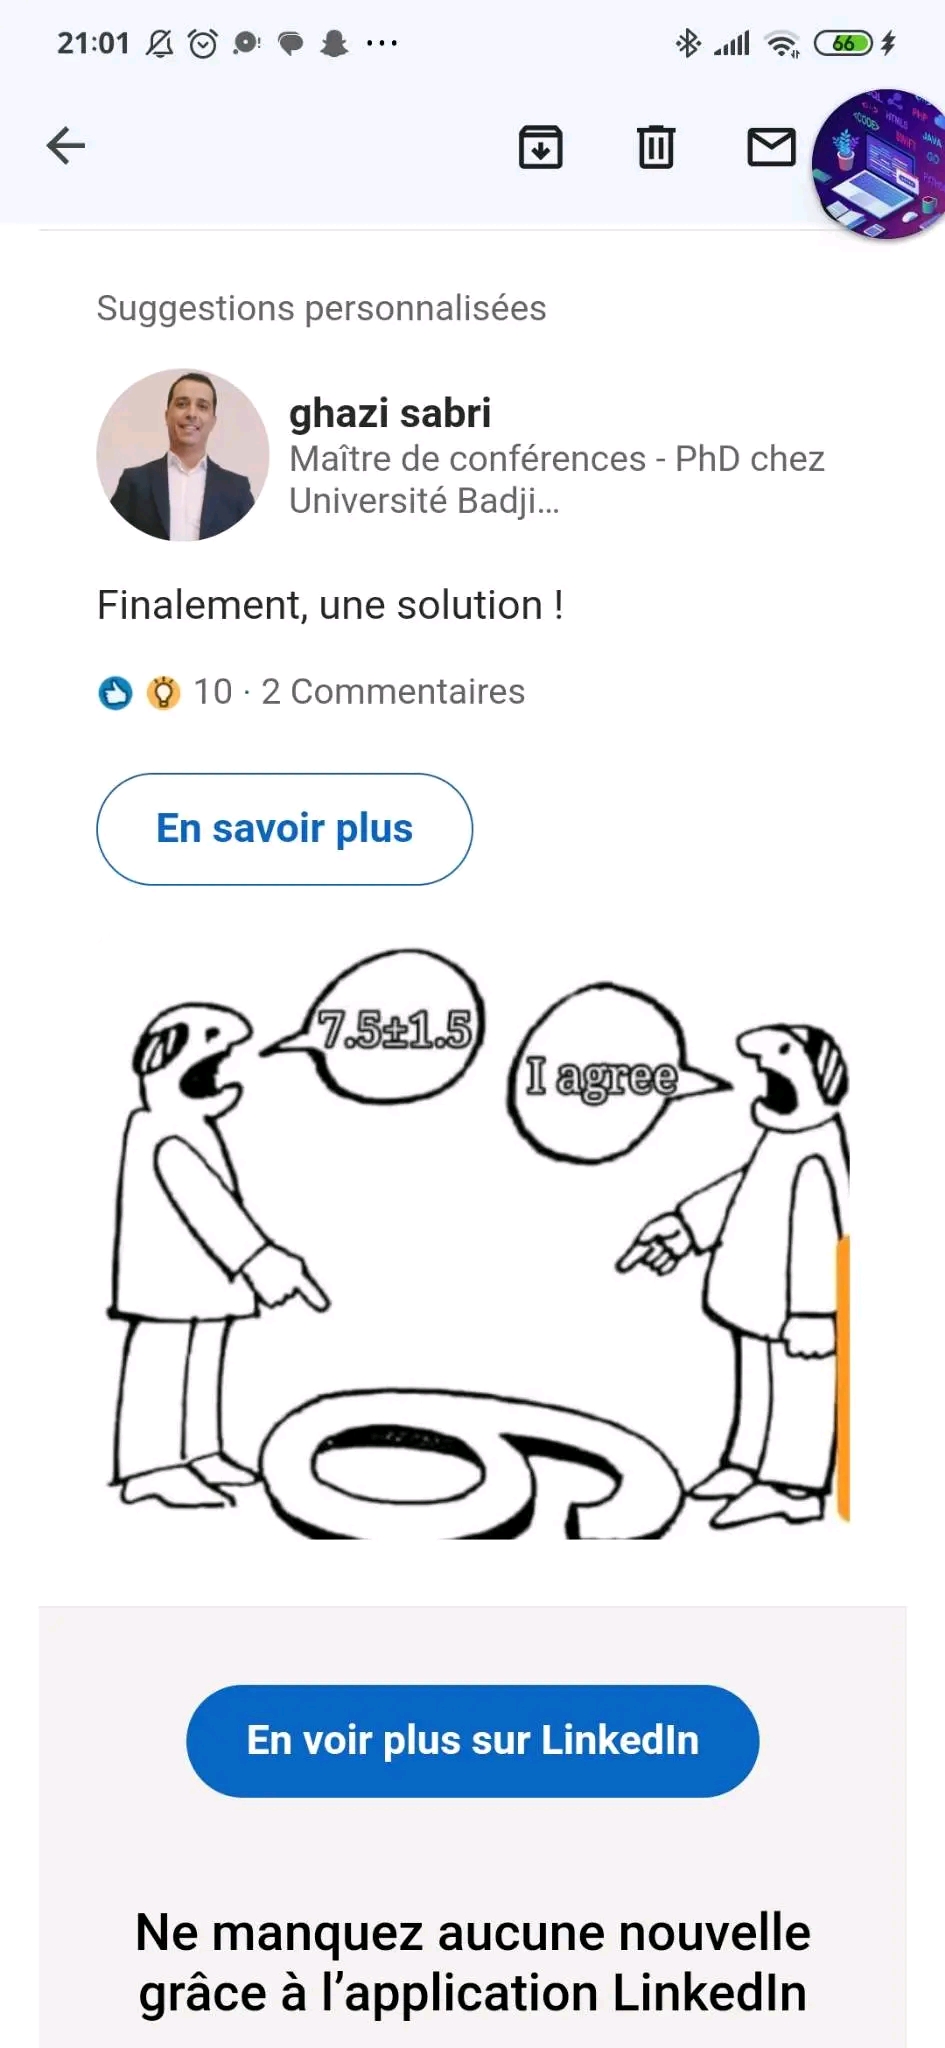 21:01
66
Suggestions personnalisées
ghazi sabri
Maître de conférences - PhD chez
Université Badji...
Finalement, une solution !
10 · 2 Commentaires
En savoir plus
7.5±1.5
I agree
6
En voir plus sur LinkedIn
Ne manquez aucune nouvelle
grâce à l’application LinkedIn